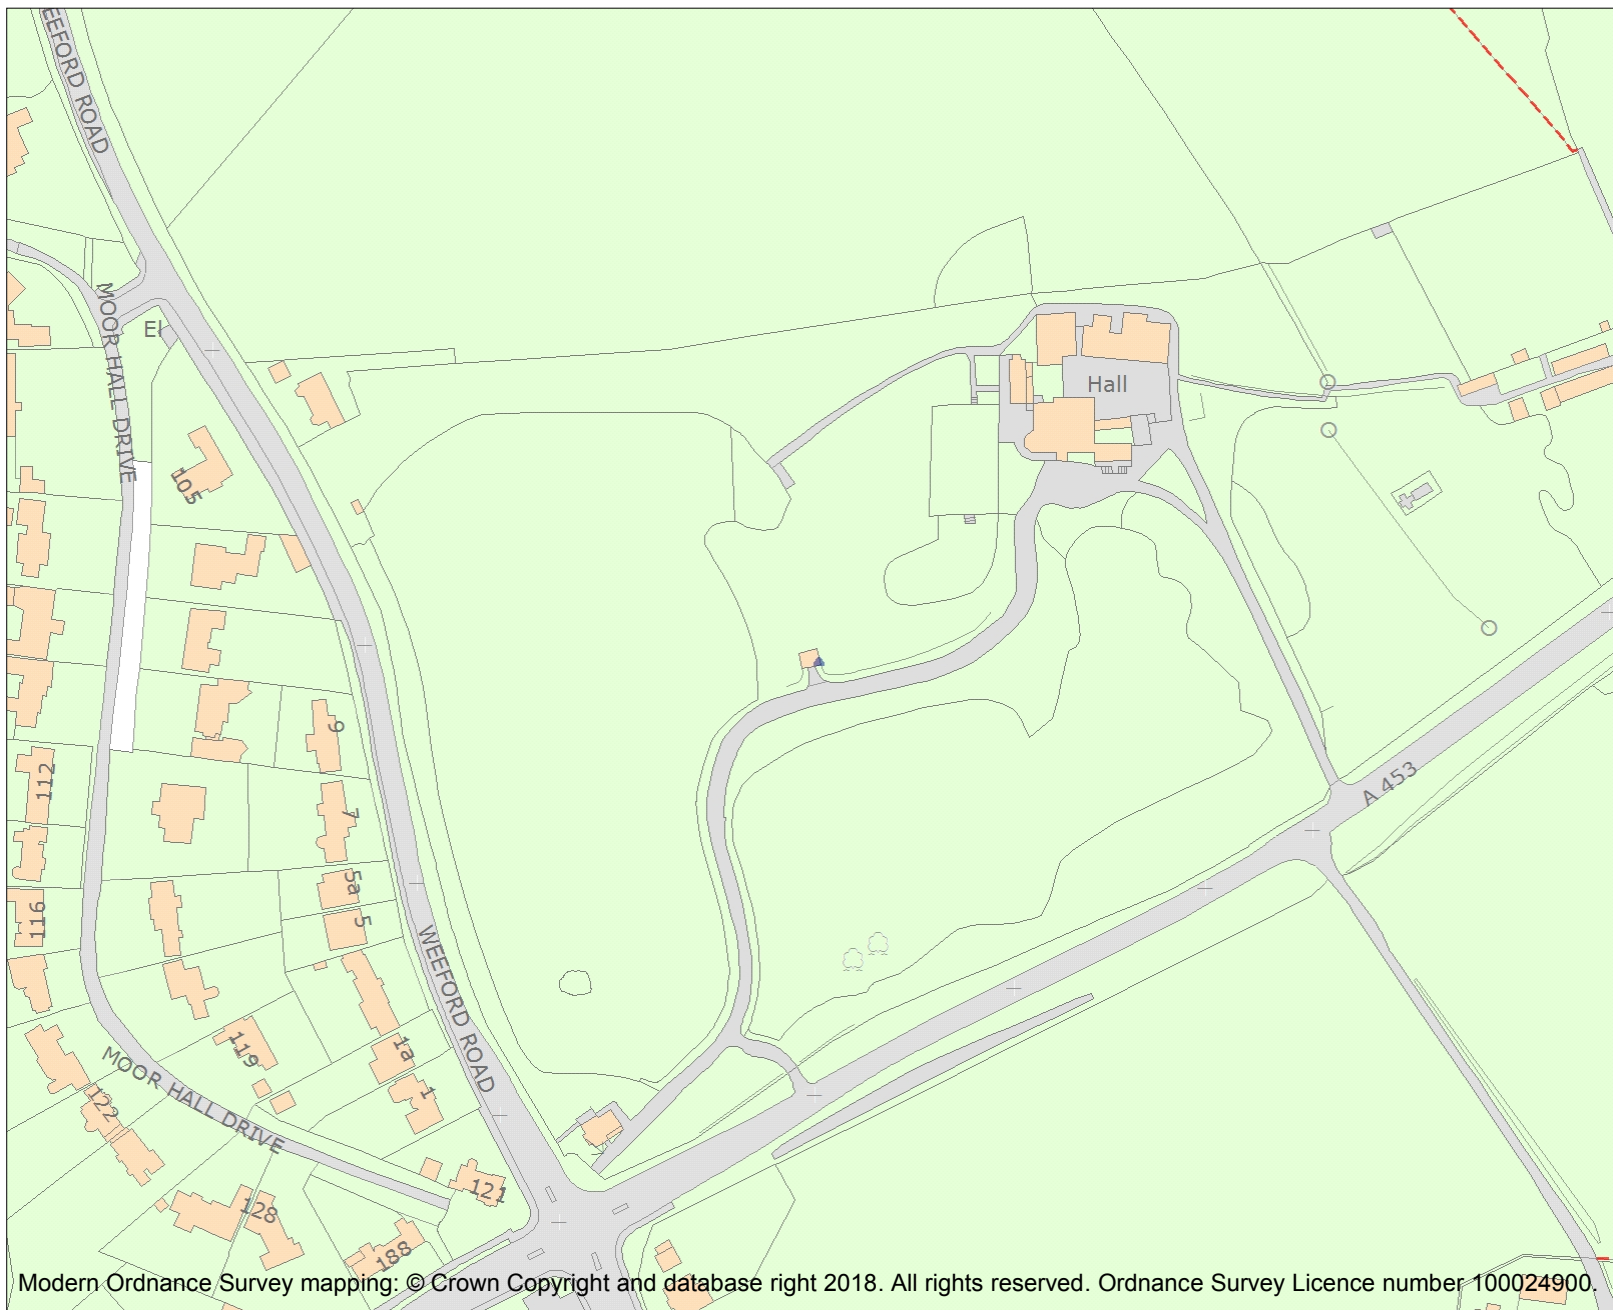 EEFORD ROAD
MOOR HALL DRIVE
El
Hall
105
9
7
112
A 453
5a
5
116
WEEFORD ROAD
119
1a
1
MOOR HALL DRIVE
122
121
128
188
Modern Ordnance Survey mapping: © Crown Copyright and database right 2018. All rights reserved. Ordnance Survey Licence number 100024900.